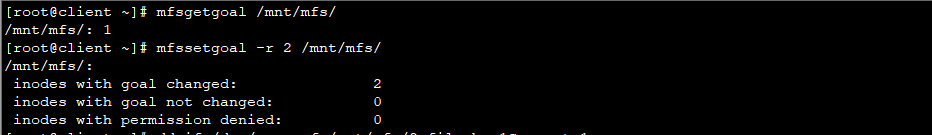 [root@client ~]# mfsgetgoal /mnt/mfs/
/mnt/mfs/: 1
[root@client ~]# mfssetgoal -r 2 /mnt/mfs/
/mnt/mfs/:
inodes with goal changed: 2
inodes with goal not changed: 0
inodes with permission denied: 0